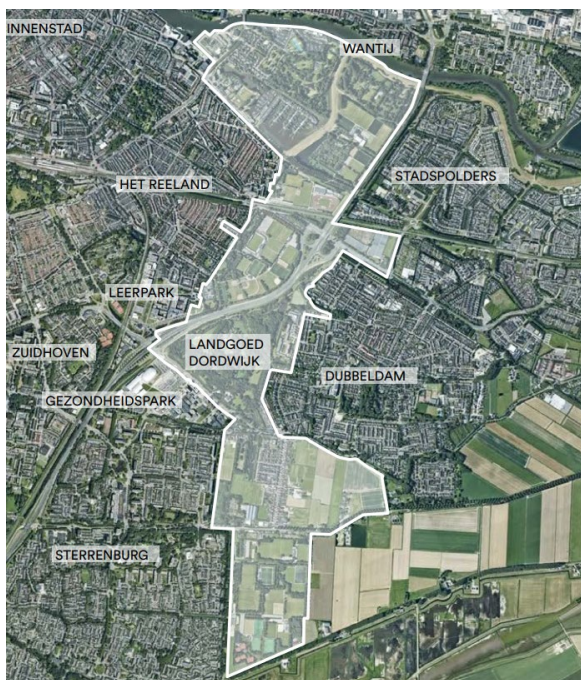 INNENSTAD
WANTIJ
STADSPOLDERS
HET REELAND
LEERPARK
LANDGOED
DORDWIJK
ZUIDHOVEN
DUBBELDAM
GEZONDHEIDSPARK
STERRENBURG